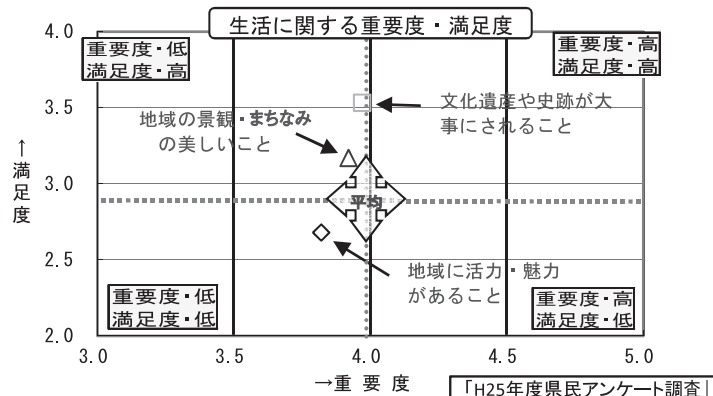 生活に関する重要度・満足度
4.0
重要度・低
満足度・高
重要度・高
満足度・高
3.5
文化遺産や史跡が大
事にされること
地域の景観・まちなみ
の美しいこと
↑満足度
3.0
平均
2.5
地域に活力・魅力
があること
重要度・低
満足度・低
重要度・高
満足度・低
2.0
3.0 3.5 4.0 4.5 5.0
→重 要 度
「H25年度県民アンケート調査」